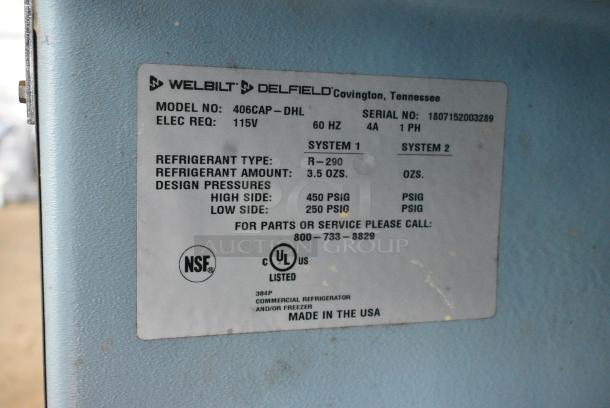 WELBILT DELFIELD Covington, Tennessee
MODEL NO: 406CAP-DHL SERIAL NO: 1807152003289
ELEC REQ: 115V 60 HZ 4A 1 PH
SYSTEM 1 SYSTEM 2
REFRIGERANT TYPE: R-290
REFRIGERANT AMOUNT: 3.5 OZS. OZS.
DESIGN PRESSURES
HIGH SIDE: 450 PSIG PSIG
LOW SIDE: 250 PSIG PSIG
FOR PARTS OR SERVICE PLEASE CALL:
800-733-8829
AUCTION GROUP
NSF®
C UL® US
LISTED
384P
COMMERCIAL REFRIGERATOR
AND/OR FREEZER
MADE IN THE USA